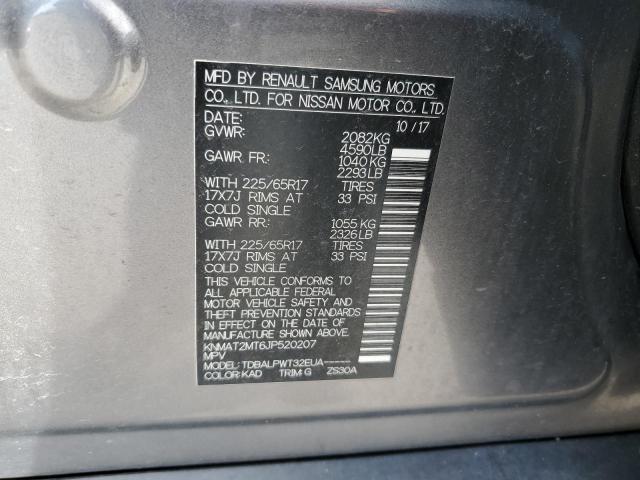 MFD BY RENAULT SAMSUNG MOTORS
CO., LTD. FOR NISSAN MOTOR CO., LTD.
DATE: 10/17
GVWR: 2082KG
4590LB
GAWR FR: 1040KG
2293LB
WITH 225/65R17 TIRES
17X7J RIMS AT 33 PSI
COLD SINGLE
GAWR RR: 1055 KG
2326LB
WITH 225/65R17 TIRES
17X7J RIMS AT 33 PSI
COLD SINGLE
THIS VEHICLE CONFORMS TO
ALL APPLICABLE FEDERAL
MOTOR VEHICLE SAFETY AND
THEFT PREVENTION STANDARDS
IN EFFECT ON THE DATE OF
MANUFACTURE SHOWN ABOVE.
KNMAT2MT6JP520207
MPV
MODEL: TDBALPWT32EUA-----
COLOR:KAD TRIM:G ZS30A